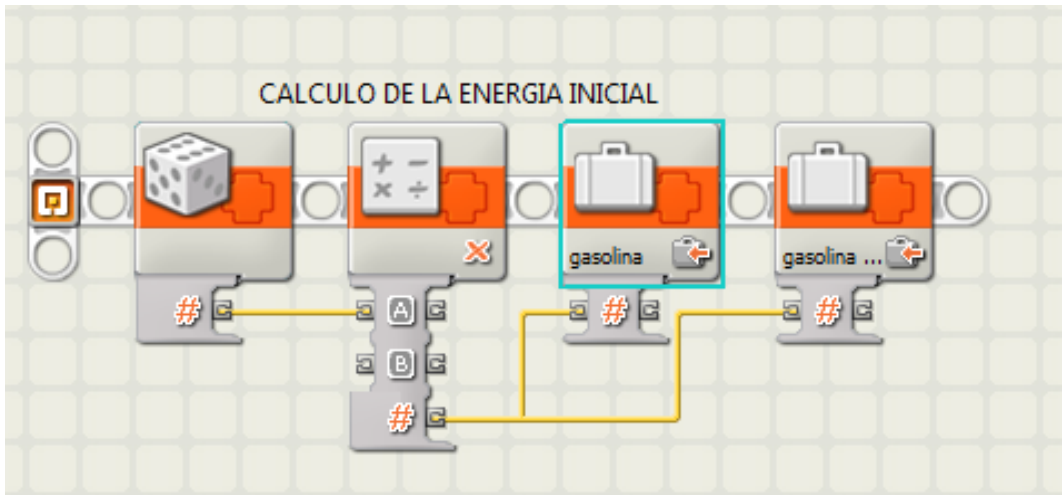 CALCULO DE LA ENERGIA INICIAL
gasolina
gasolina ...
#
A
#
#
B
#